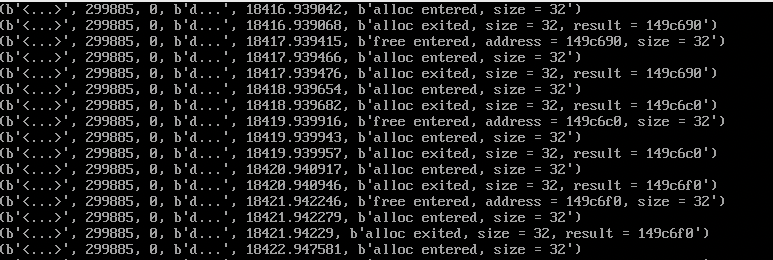 (b'<...>', 299885, 0, b'd...', 18416.939042, b'alloc entered, size = 32')
(b'<...>', 299885, 0, b'd...', 18416.939068, b'alloc exited, size = 32, result = 149c690')
(b'<...>', 299885, 0, b'd...', 18417.939415, b'free entered, address = 149c690, size = 32')
(b'<...>', 299885, 0, b'd...', 18417.939466, b'alloc entered, size = 32')
(b'<...>', 299885, 0, b'd...', 18417.939476, b'alloc exited, size = 32, result = 149c690')
(b'<...>', 299885, 0, b'd...', 18418.939654, b'alloc entered, size = 32')
(b'<...>', 299885, 0, b'd...', 18418.939682, b'alloc exited, size = 32, result = 149c6c0')
(b'<...>', 299885, 0, b'd...', 18419.939916, b'free entered, address = 149c6c0, size = 32')
(b'<...>', 299885, 0, b'd...', 18419.939943, b'alloc entered, size = 32')
(b'<...>', 299885, 0, b'd...', 18419.939957, b'alloc exited, size = 32, result = 149c6c0')
(b'<...>', 299885, 0, b'd...', 18420.940917, b'alloc entered, size = 32')
(b'<...>', 299885, 0, b'd...', 18420.940946, b'alloc exited, size = 32, result = 149c6f0')
(b'<...>', 299885, 0, b'd...', 18421.942246, b'free entered, address = 149c6f0, size = 32')
(b'<...>', 299885, 0, b'd...', 18421.942279, b'alloc entered, size = 32')
(b'<...>', 299885, 0, b'd...', 18421.94229, b'alloc exited, size = 32, result = 149c6f0')
(b'<...>', 299885, 0, b'd...', 18422.947581, b'alloc entered, size = 32')